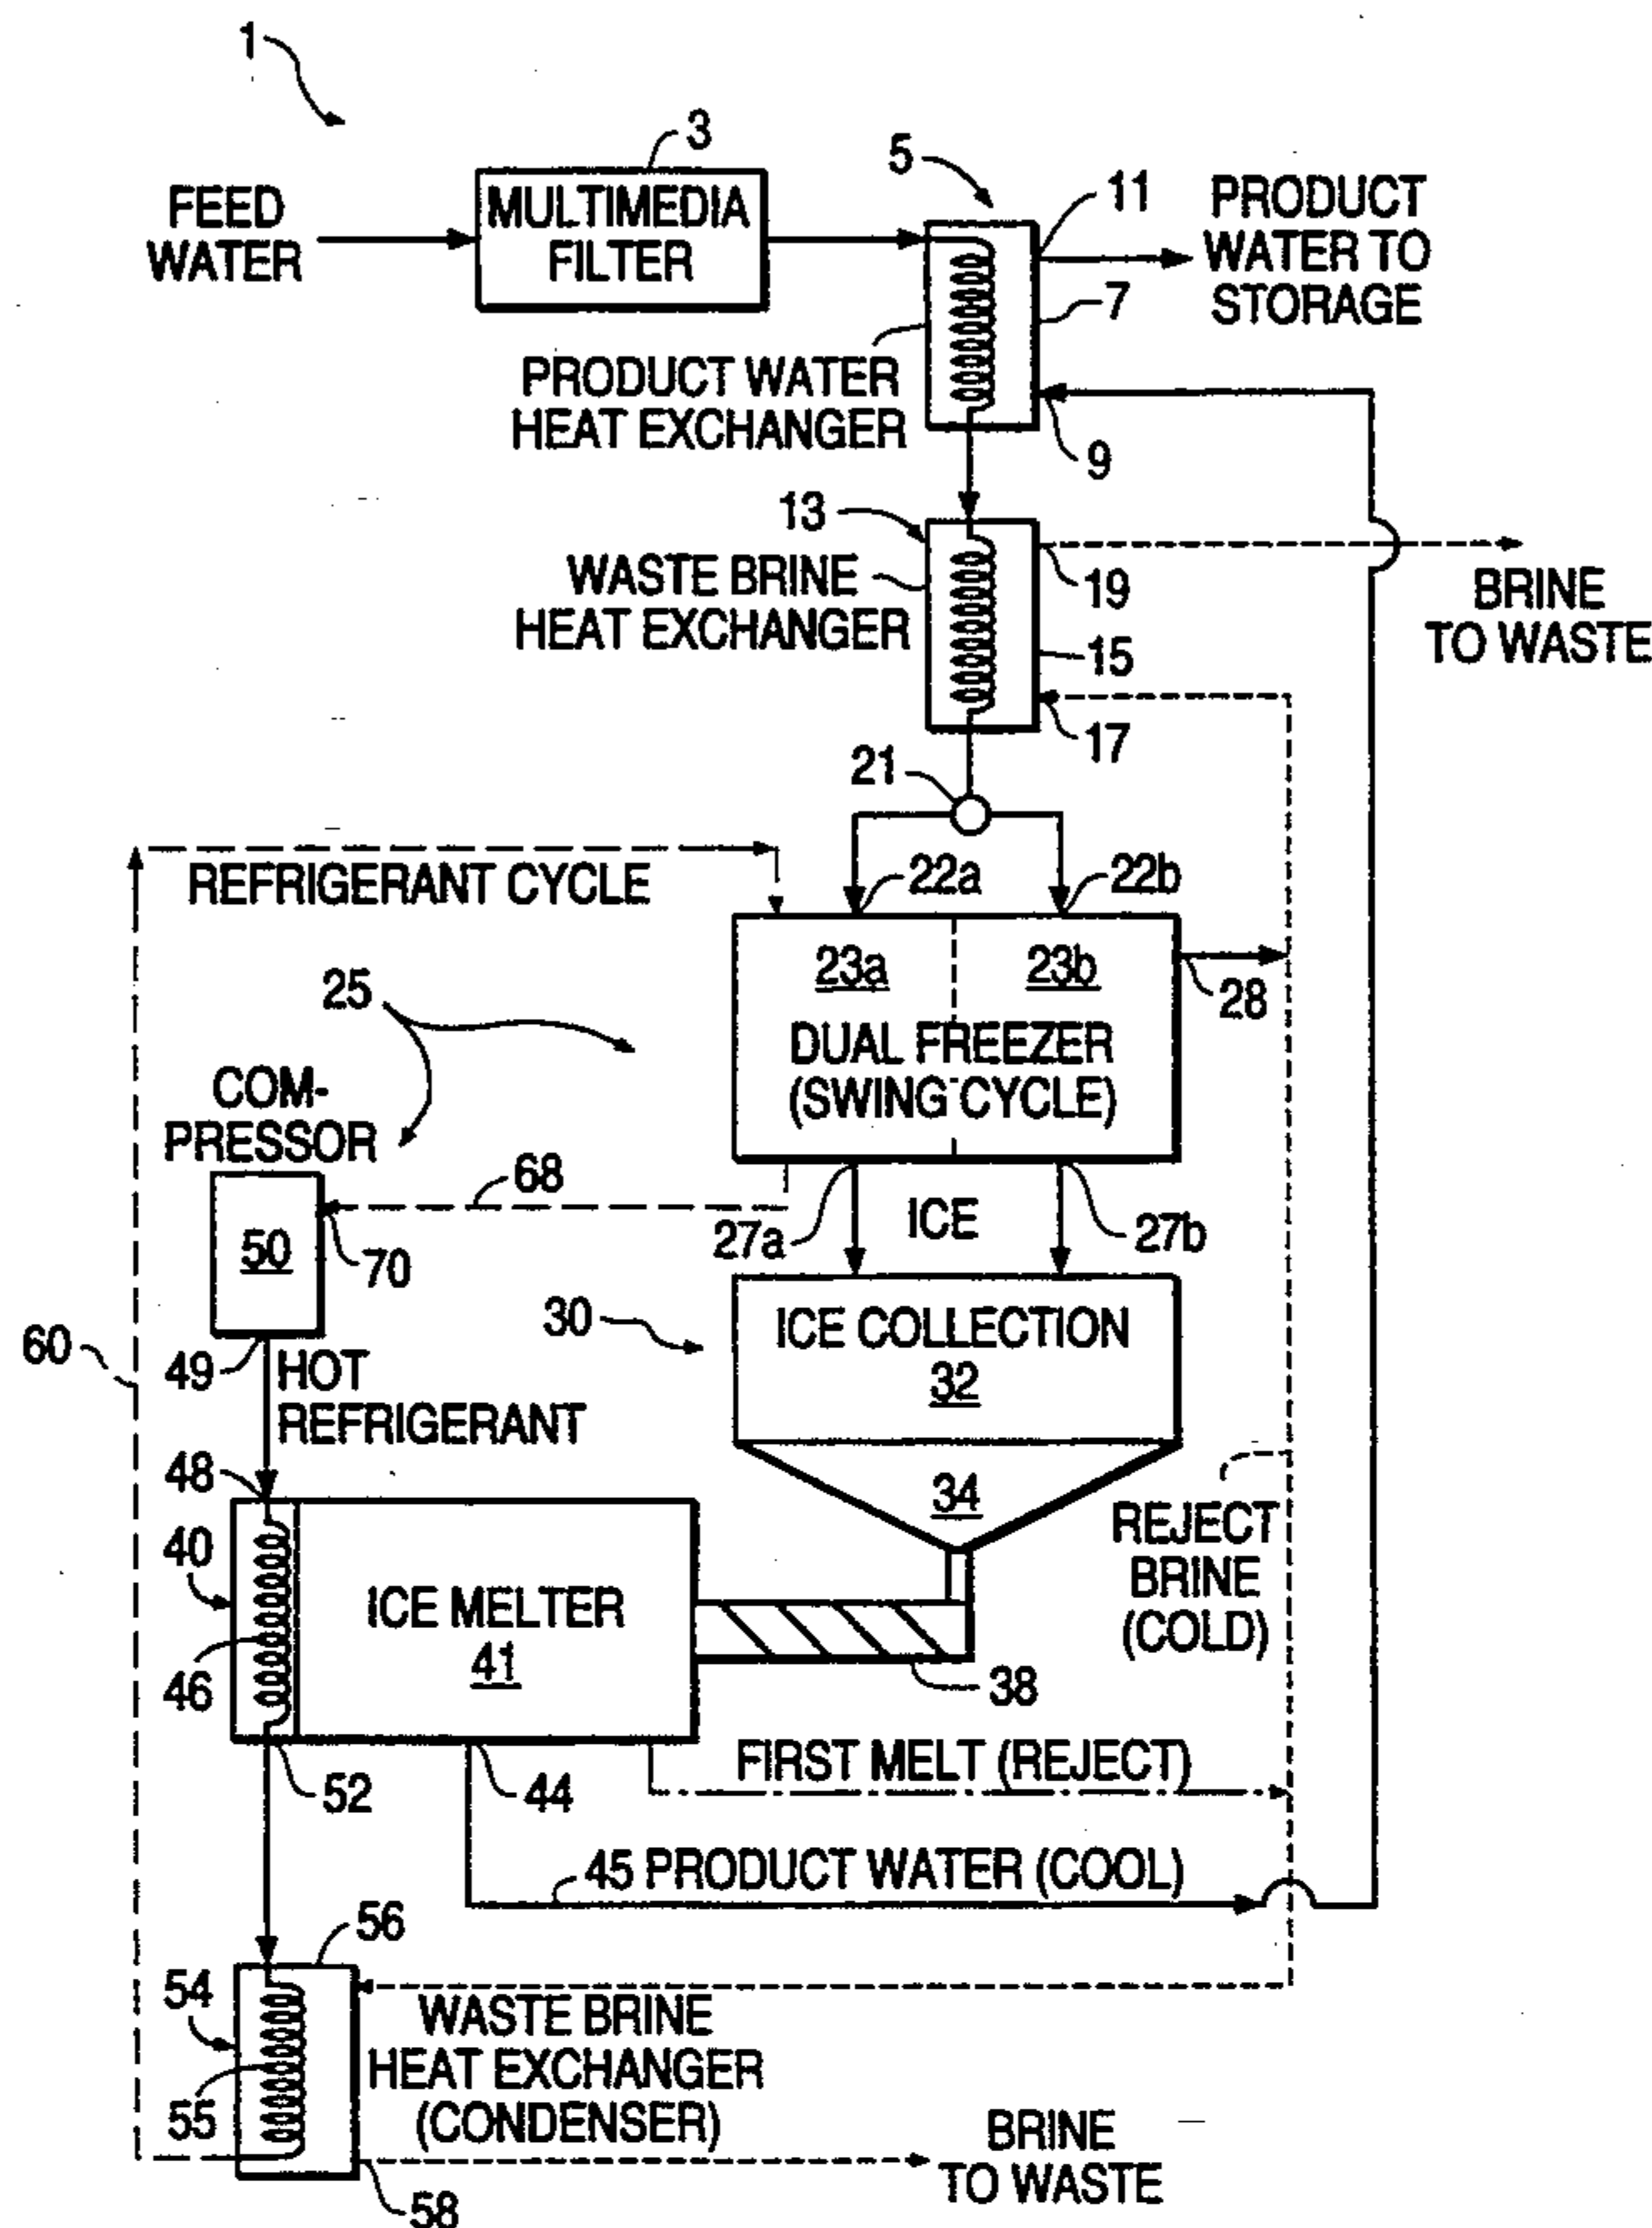 1
3
5
11
FEED
WATER
MULTIMEDIA
FILTER
PRODUCT
WATER TO
STORAGE
7
PRODUCT WATER
HEAT EXCHANGER
9
13
WASTE BRINE
HEAT EXCHANGER
19
BRINE
TO WASTE
15
17
21
REFRIGERANT CYCLE
22a
22b
23a
23b
25
28
DUAL FREEZER
(SWING CYCLE)
COM-
PRESSOR
68
50
70
27a
ICE
27b
60
49
HOT
REFRIGERANT
30
ICE COLLECTION
32
48
34
REJECT
BRINE
(COLD)
40
ICE MELTER
41
46
38
52
44
FIRST MELT (REJECT)
45 PRODUCT WATER (COOL)
56
54
WASTE BRINE
HEAT EXCHANGER
(CONDENSER)
55
BRINE
TO WASTE
58